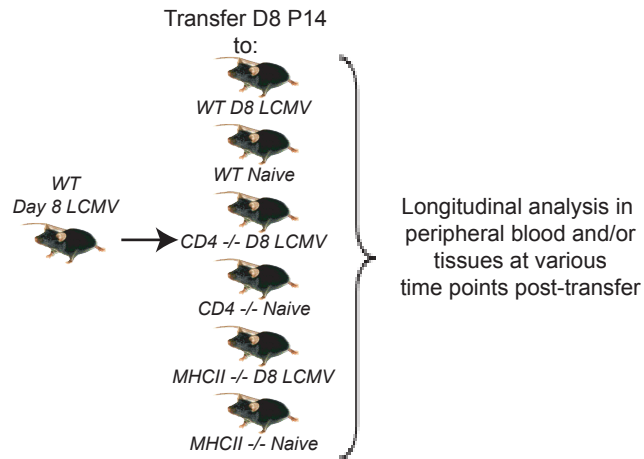 Transfer D8 P14
to:
WT D8 LCMV
WT Naive
WT
Day 8 LCMV
CD4 -/- D8 LCMV
CD4 -/- Naive
MHCII -/- D8 LCMV
MHCII -/- Naive
Longitudinal analysis in
peripheral blood and/or
tissues at various
time points post-transfer